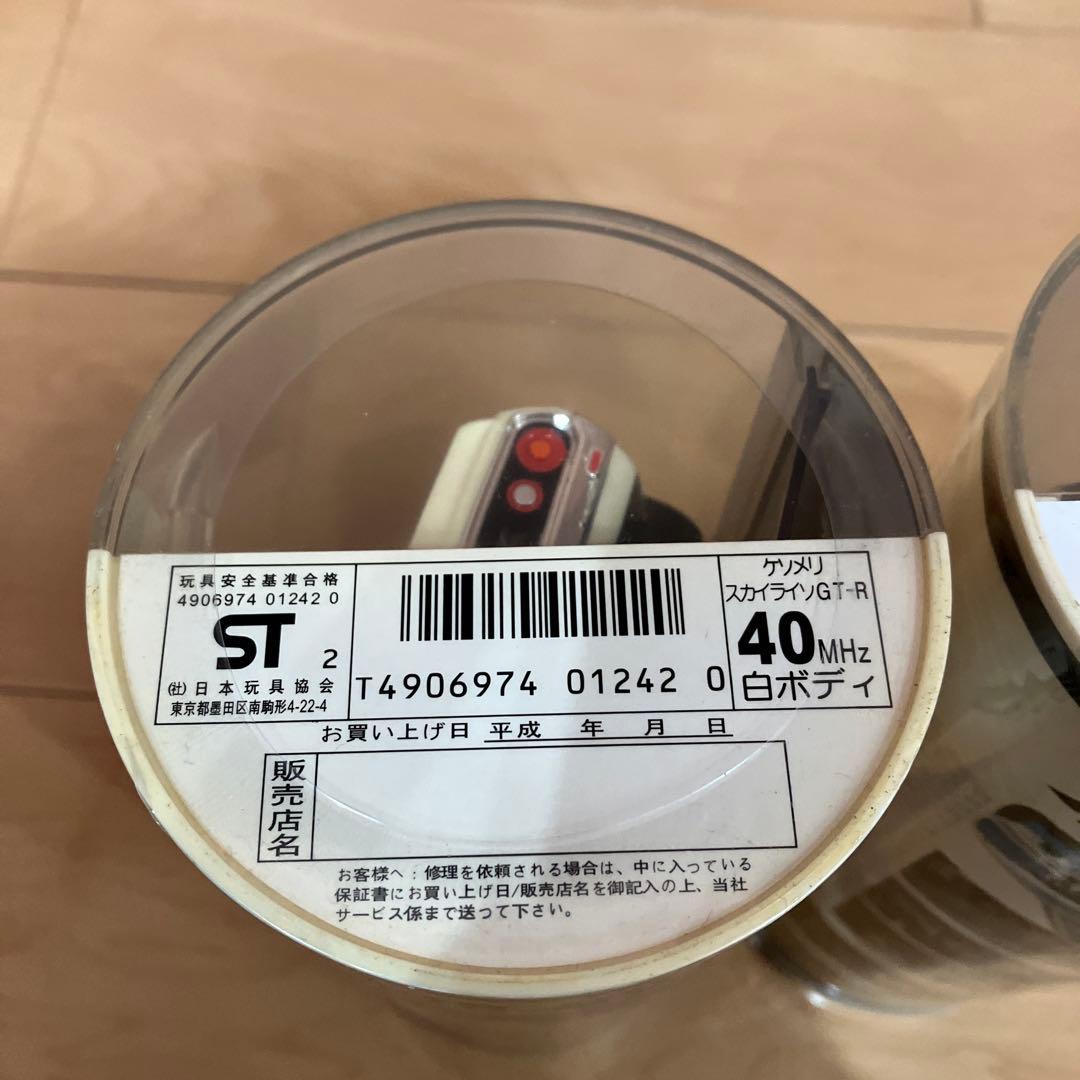 玩具安全基準合格
4906974 01242 0
ST 2
(社)日本玩具協会
東京都墨田区南駒形4-22-4
T4906974 01242 0
ケンメリ
スカイラインGT-R
40MHz
白ボディ
お買い上げ日 平成 年 月 日
販売店名
お客様へ:修理を依頼される場合は、中に入っている
保証書にお買い上げ日/販売店名を御記入の上、当社
サービス係まで送って下さい。